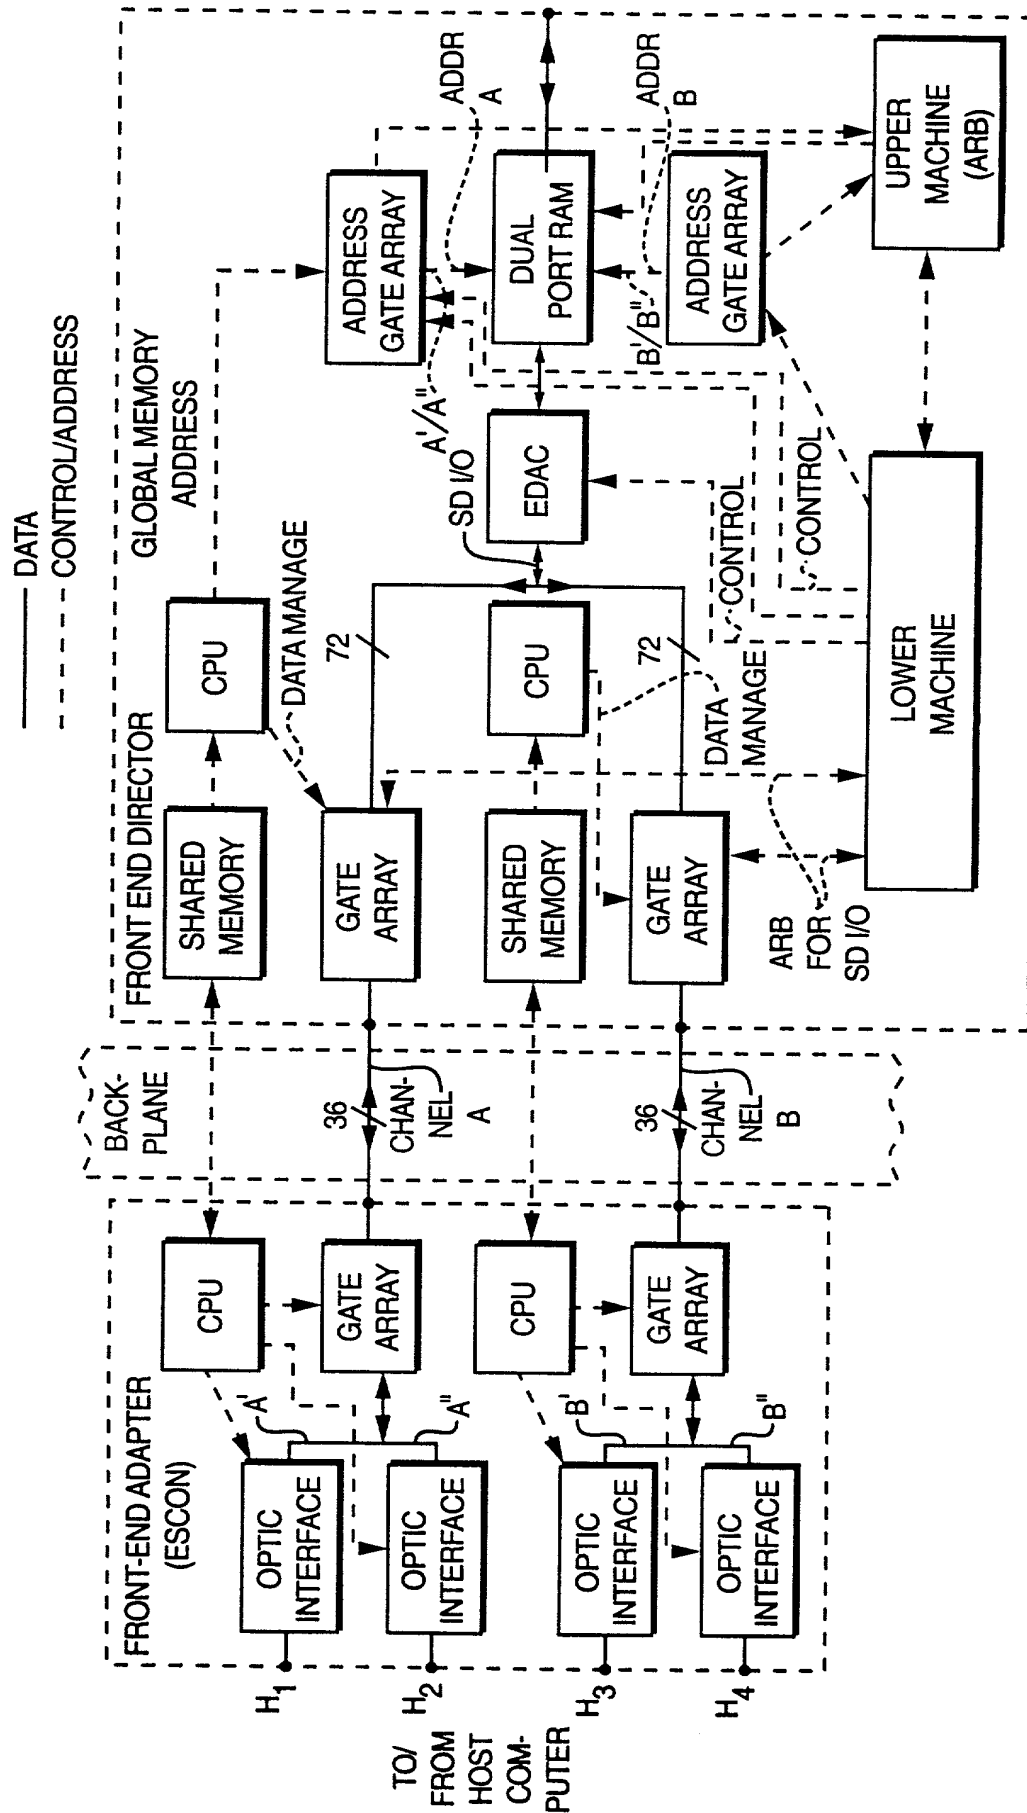 DATA
CONTROL/ADDRESS
FRONT-END ADAPTER
(ESCON)
TO/
FROM
HOST
COM-
PUTER
H1
H2
H3
H4
OPTIC
INTERFACE
OPTIC
INTERFACE
OPTIC
INTERFACE
OPTIC
INTERFACE
A'
A"
B'
B"
CPU
GATE
ARRAY
CPU
GATE
ARRAY
BACK-
PLANE
36
CHAN-
NEL
A
36
CHAN-
NEL
B
FRONT END DIRECTOR
SHARED
MEMORY
GATE
ARRAY
SHARED
MEMORY
GATE
ARRAY
CPU
DATA MANAGE
72
CPU
72
DATA
MANAGE
ARB
FOR
SD I/O
GLOBAL MEMORY
ADDRESS
SD I/O
EDAC
CONTROL
CONTROL
LOWER
MACHINE
ADDRESS
GATE ARRAY
A'/A"
ADDR
A
DUAL
PORT RAM
B'/B"
ADDR
B
ADDRESS
GATE ARRAY
UPPER
MACHINE
(ARB)